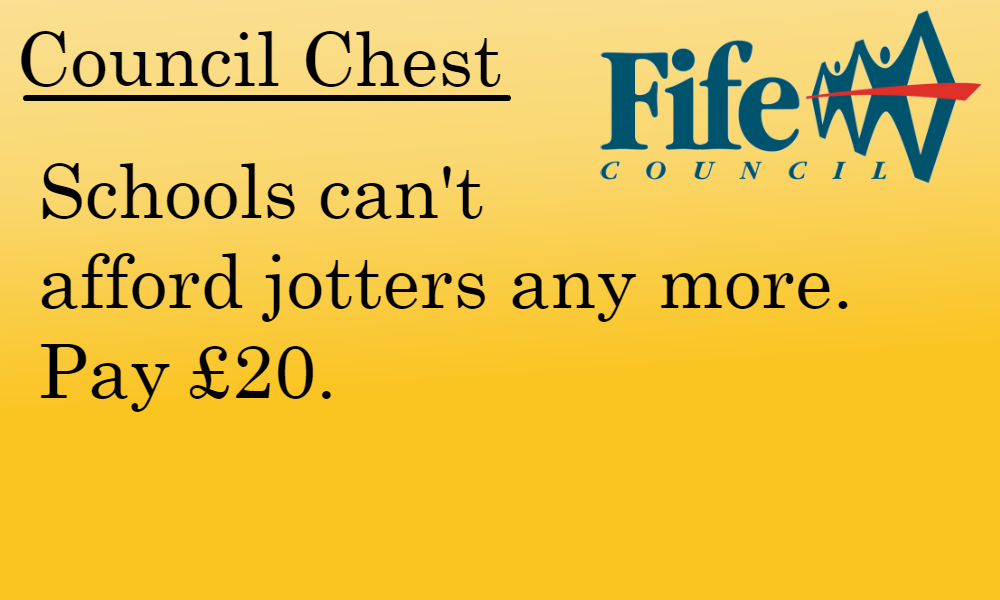 Council Chest
Fife
COUNCIL
Schools can't
afford jotters any more.
Pay £20.